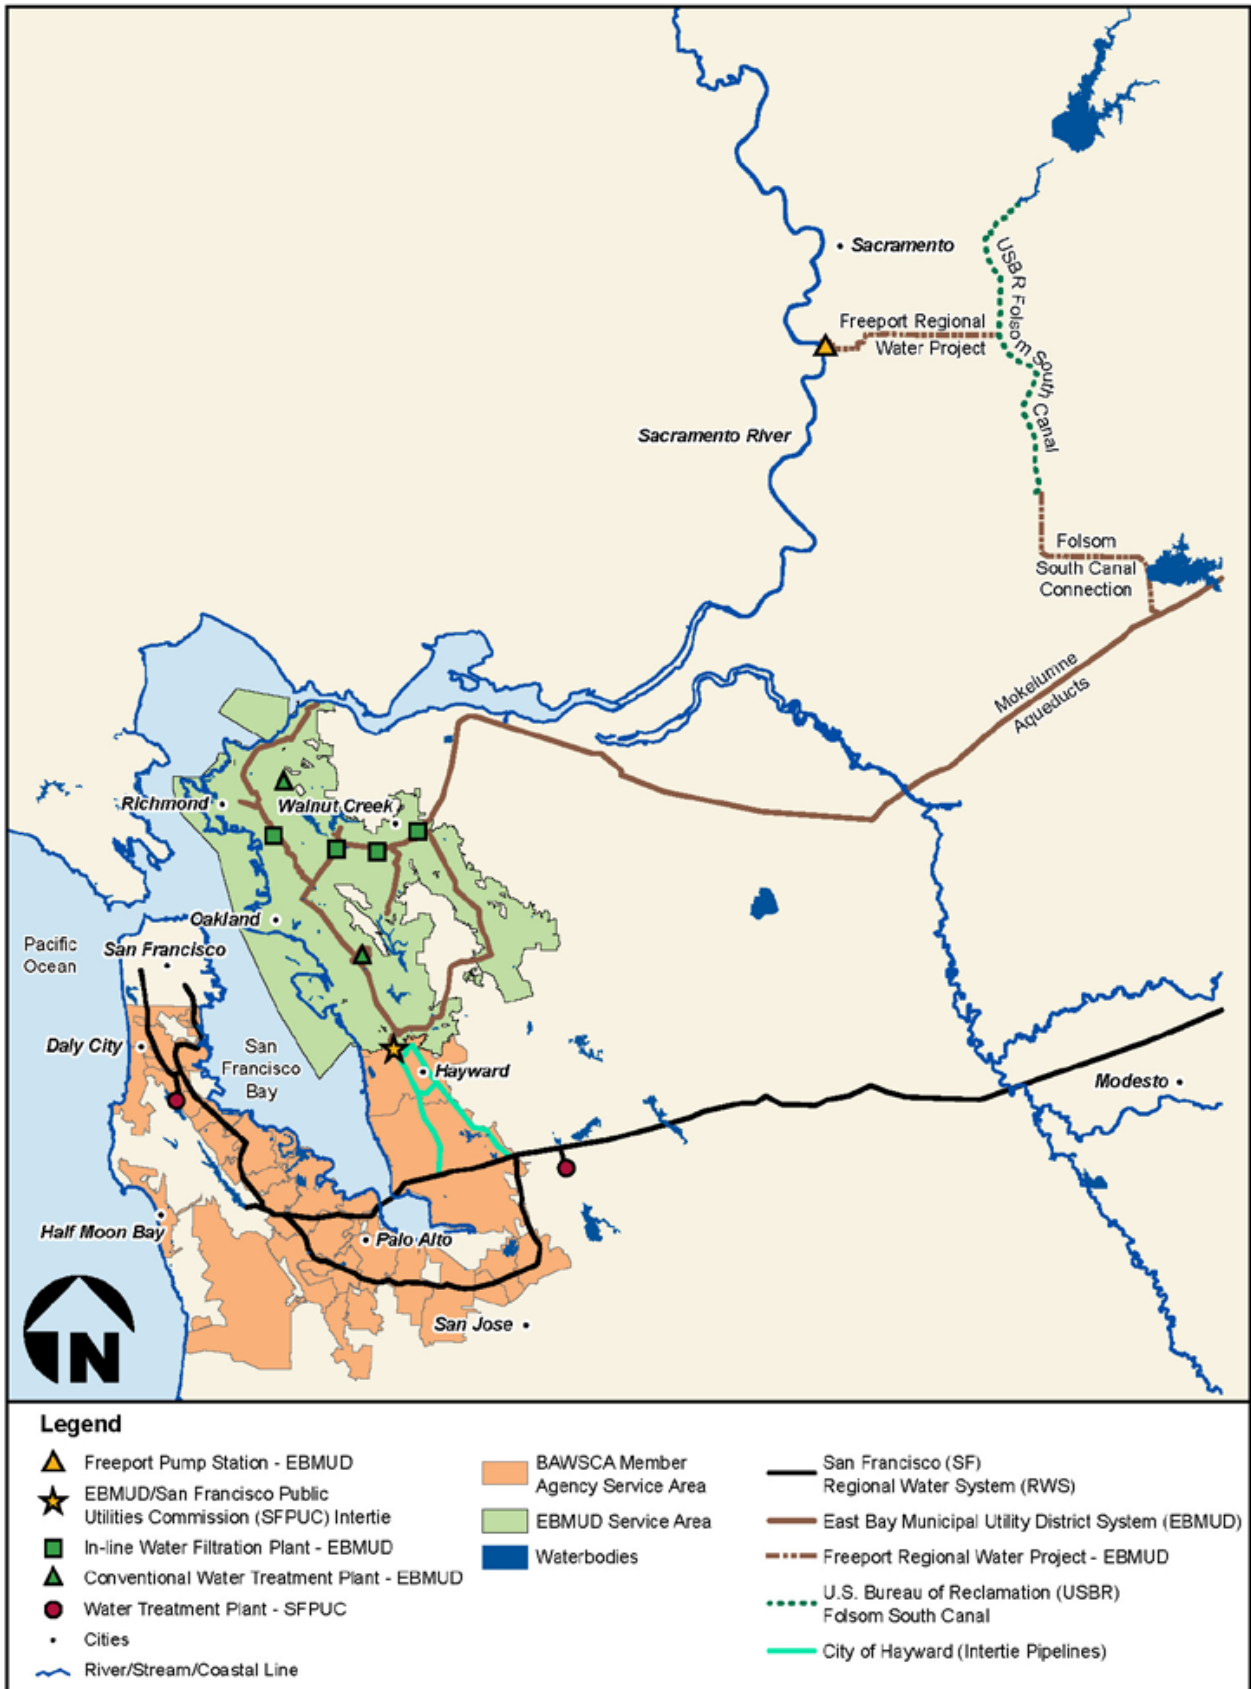 Sacramento
USBR Folsom South Canal
Freeport Regional
Water Project
Sacramento River
Folsom
South Canal
Connection
Mokelumne
Aqueducts
Richmond
Walnut Creek
Oakland
Pacific
Ocean
San Francisco
Daly City
San
Francisco
Bay
Hayward
Modesto
Half Moon Bay
Palo Alto
San Jose
N
Legend
Freeport Pump Station - EBMUD
EBMUD/San Francisco Public
Utilities Commission (SFPUC) Intertie
In-line Water Filtration Plant - EBMUD
Conventional Water Treatment Plant - EBMUD
Water Treatment Plant - SFPUC
Cities
River/Stream/Coastal Line
BAWSCA Member
Agency Service Area
EBMUD Service Area
Waterbodies
San Francisco (SF)
Regional Water System (RWS)
East Bay Municipal Utility District System (EBMUD)
Freeport Regional Water Project - EBMUD
U.S. Bureau of Reclamation (USBR)
Folsom South Canal
City of Hayward (Intertie Pipelines)